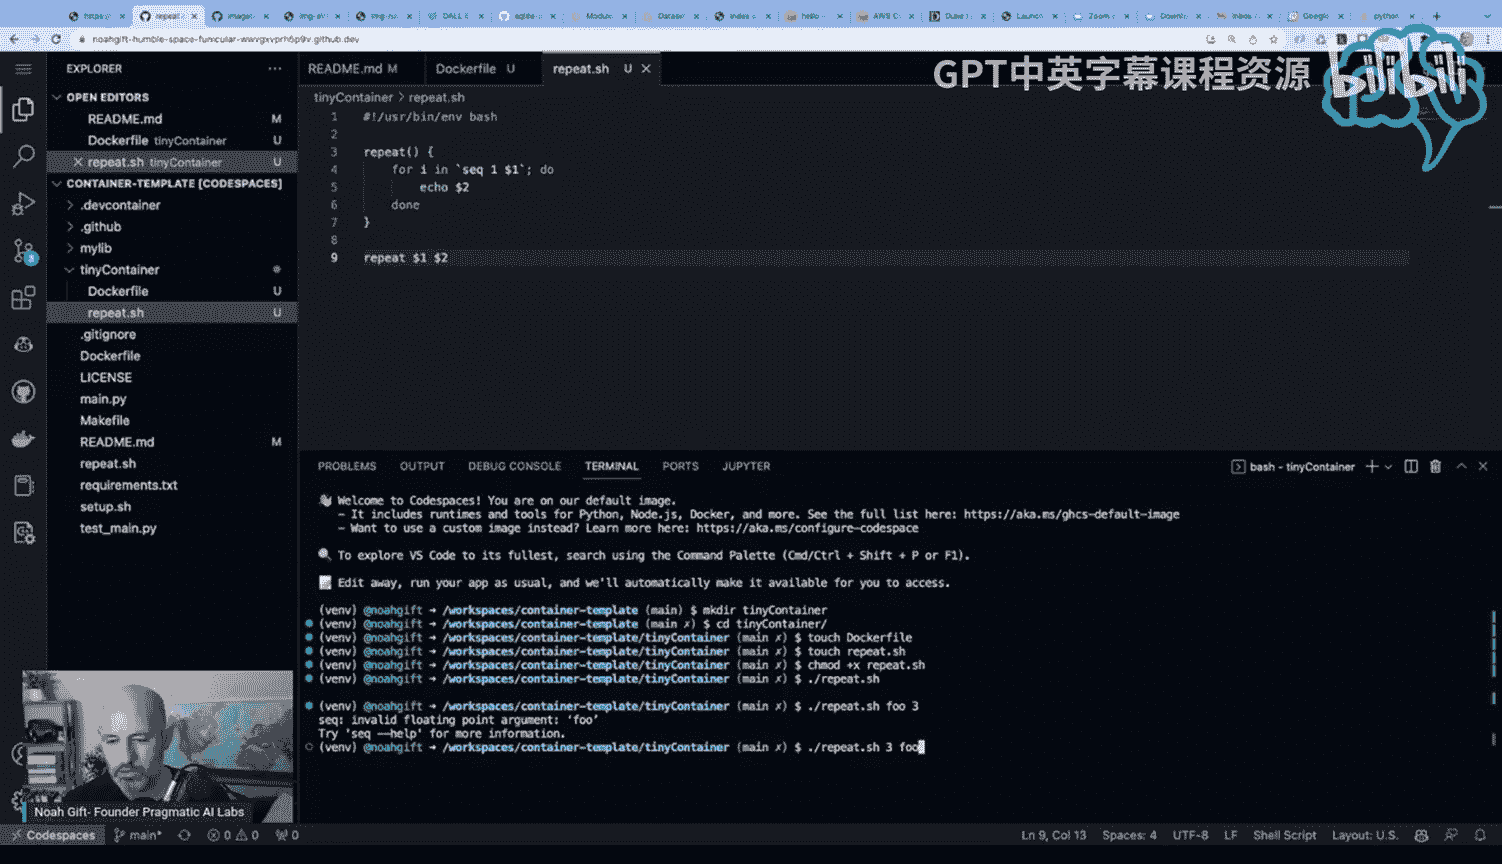 noahgift-humble-space-funicular-wwvgxvprh6p9v.github.dev
GPT中英字幕课程资源
bilibili
EXPLORER
OPEN EDITORS
README.md M
Dockerfile tinyContainer U
repeat.sh tinyContainer U
CONTAINER-TEMPLATE [CODESPACES]
.devcontainer
.github
mylib
tinyContainer
Dockerfile U
repeat.sh U
.gitignore
Dockerfile
LICENSE
main.py
Makefile
README.md M
repeat.sh
requirements.txt
setup.sh
test_main.py
README.md M Dockerfile U repeat.sh U
tinyContainer > repeat.sh
1 #!/usr/bin/env bash
2
3 repeat() {
4 for i in `seq 1 $1`; do
5 echo $2
6 done
7 }
8
9 repeat $1 $2
PROBLEMS OUTPUT DEBUG CONSOLE TERMINAL PORTS JUPYTER bash - tinyContainer
Welcome to Codespaces! You are on our default image.
- It includes runtimes and tools for Python, Node.js, Docker, and more. See the full list here: https://aka.ms/ghcs-default-image
- Want to use a custom image instead? Learn more here: https://aka.ms/configure-codespace
To explore VS Code to its fullest, search using the Command Palette (Cmd/Ctrl + Shift + P or F1).
Edit away, run your app as usual, and we'll automatically make it available for you to access.
(venv) @noahgift → /workspaces/container-template (main) $ mkdir tinyContainer
(venv) @noahgift → /workspaces/container-template (main ✗) $ cd tinyContainer/
(venv) @noahgift → /workspaces/container-template/tinyContainer (main ✗) $ touch Dockerfile
(venv) @noahgift → /workspaces/container-template/tinyContainer (main ✗) $ touch repeat.sh
(venv) @noahgift → /workspaces/container-template/tinyContainer (main ✗) $ chmod +x repeat.sh
(venv) @noahgift → /workspaces/container-template/tinyContainer (main ✗) $ ./repeat.sh
(venv) @noahgift → /workspaces/container-template/tinyContainer (main ✗) $ ./repeat.sh foo 3
seq: invalid floating point argument: ‘foo’
Try 'seq --help' for more information.
(venv) @noahgift → /workspaces/container-template/tinyContainer (main ✗) $ ./repeat.sh 3 foo
Noah Gift- Founder Pragmatic AI Labs
Codespaces main* 0 0 0 Ln 9, Col 13 Spaces: 4 UTF-8 LF Shell Script Layout: U.S.